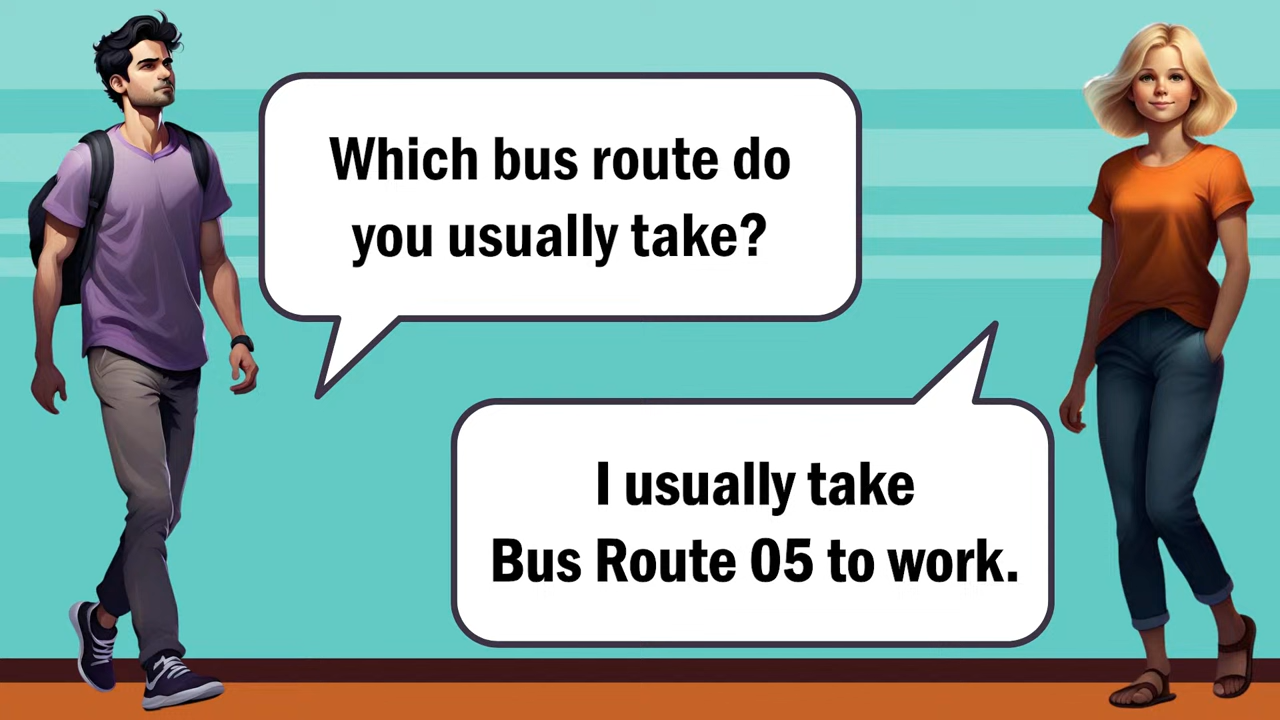 Which bus route do
you usually take?
I usually take
Bus Route 05 to work.